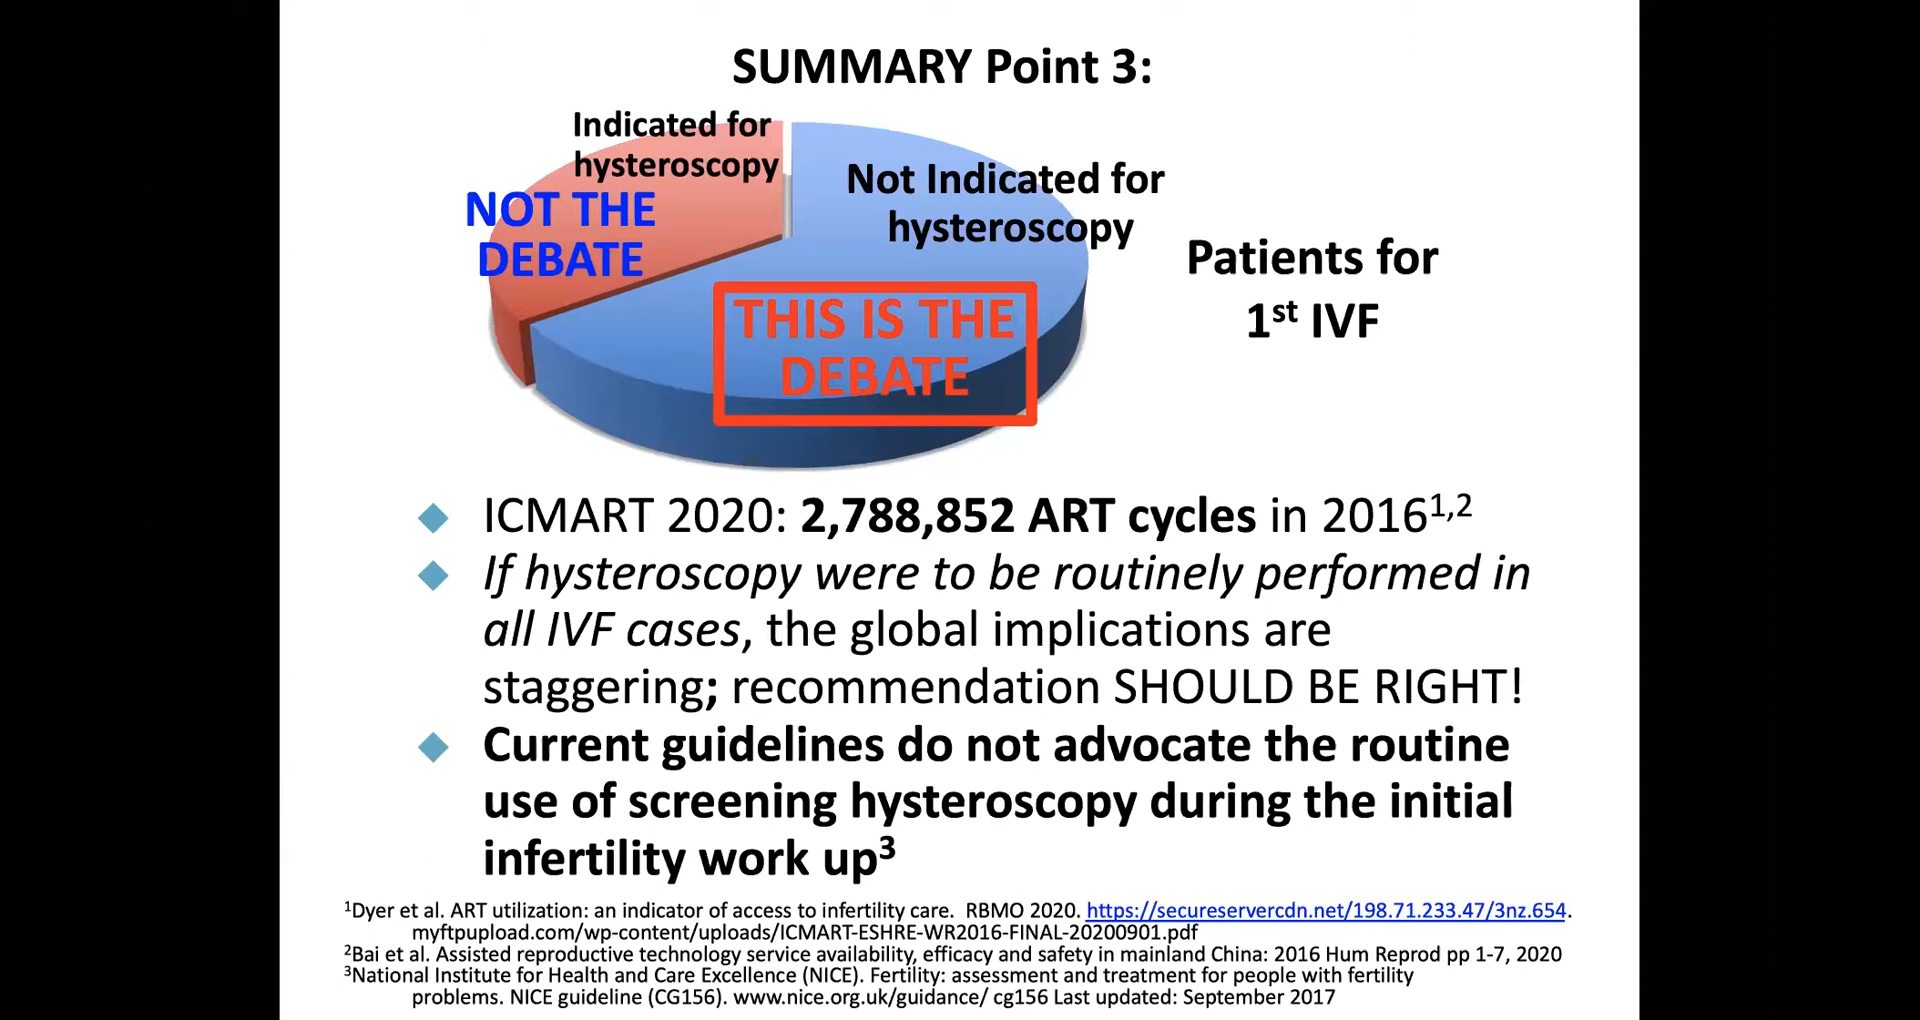 SUMMARY Point 3:
Indicated for
hysteroscopy
NOT THE
DEBATE
Not Indicated for
hysteroscopy
THIS IS THE
DEBATE
Patients for
1st IVF
ICMART 2020: 2,788,852 ART cycles in 20161,2
If hysteroscopy were to be routinely performed in
all IVF cases, the global implications are
staggering; recommendation SHOULD BE RIGHT!
Current guidelines do not advocate the routine
use of screening hysteroscopy during the initial
infertility work up3
1Dyer et al. ART utilization: an indicator of access to infertility care. RBMO 2020. https://secureservercdn.net/198.71.233.47/3nz.654.
myftpupload.com/wp-content/uploads/ICMART-ESHRE-WR2016-FINAL-20200901.pdf
2Bai et al. Assisted reproductive technology service availability, efficacy and safety in mainland China: 2016 Hum Reprod pp 1-7, 2020
3National Institute for Health and Care Excellence (NICE). Fertility: assessment and treatment for people with fertility
problems. NICE guideline (CG156). www.nice.org.uk/guidance/ cg156 Last updated: September 2017